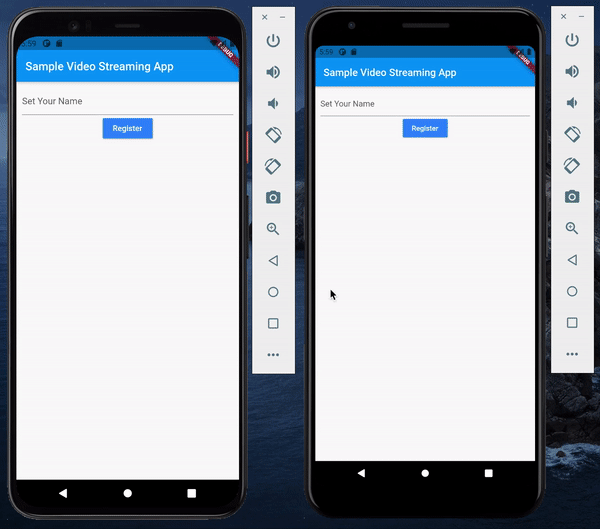 5:59
DEBUG
Sample Video Streaming App
Set Your Name
Register
5:59
DEBUG
Sample Video Streaming App
Set Your Name
Register